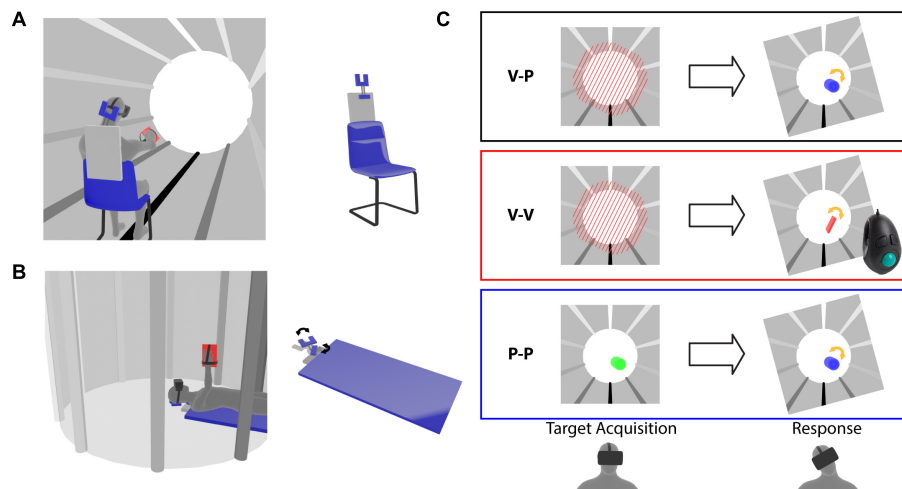 A
B
C
V-P
V-V
P-P
Target Acquisition
Response